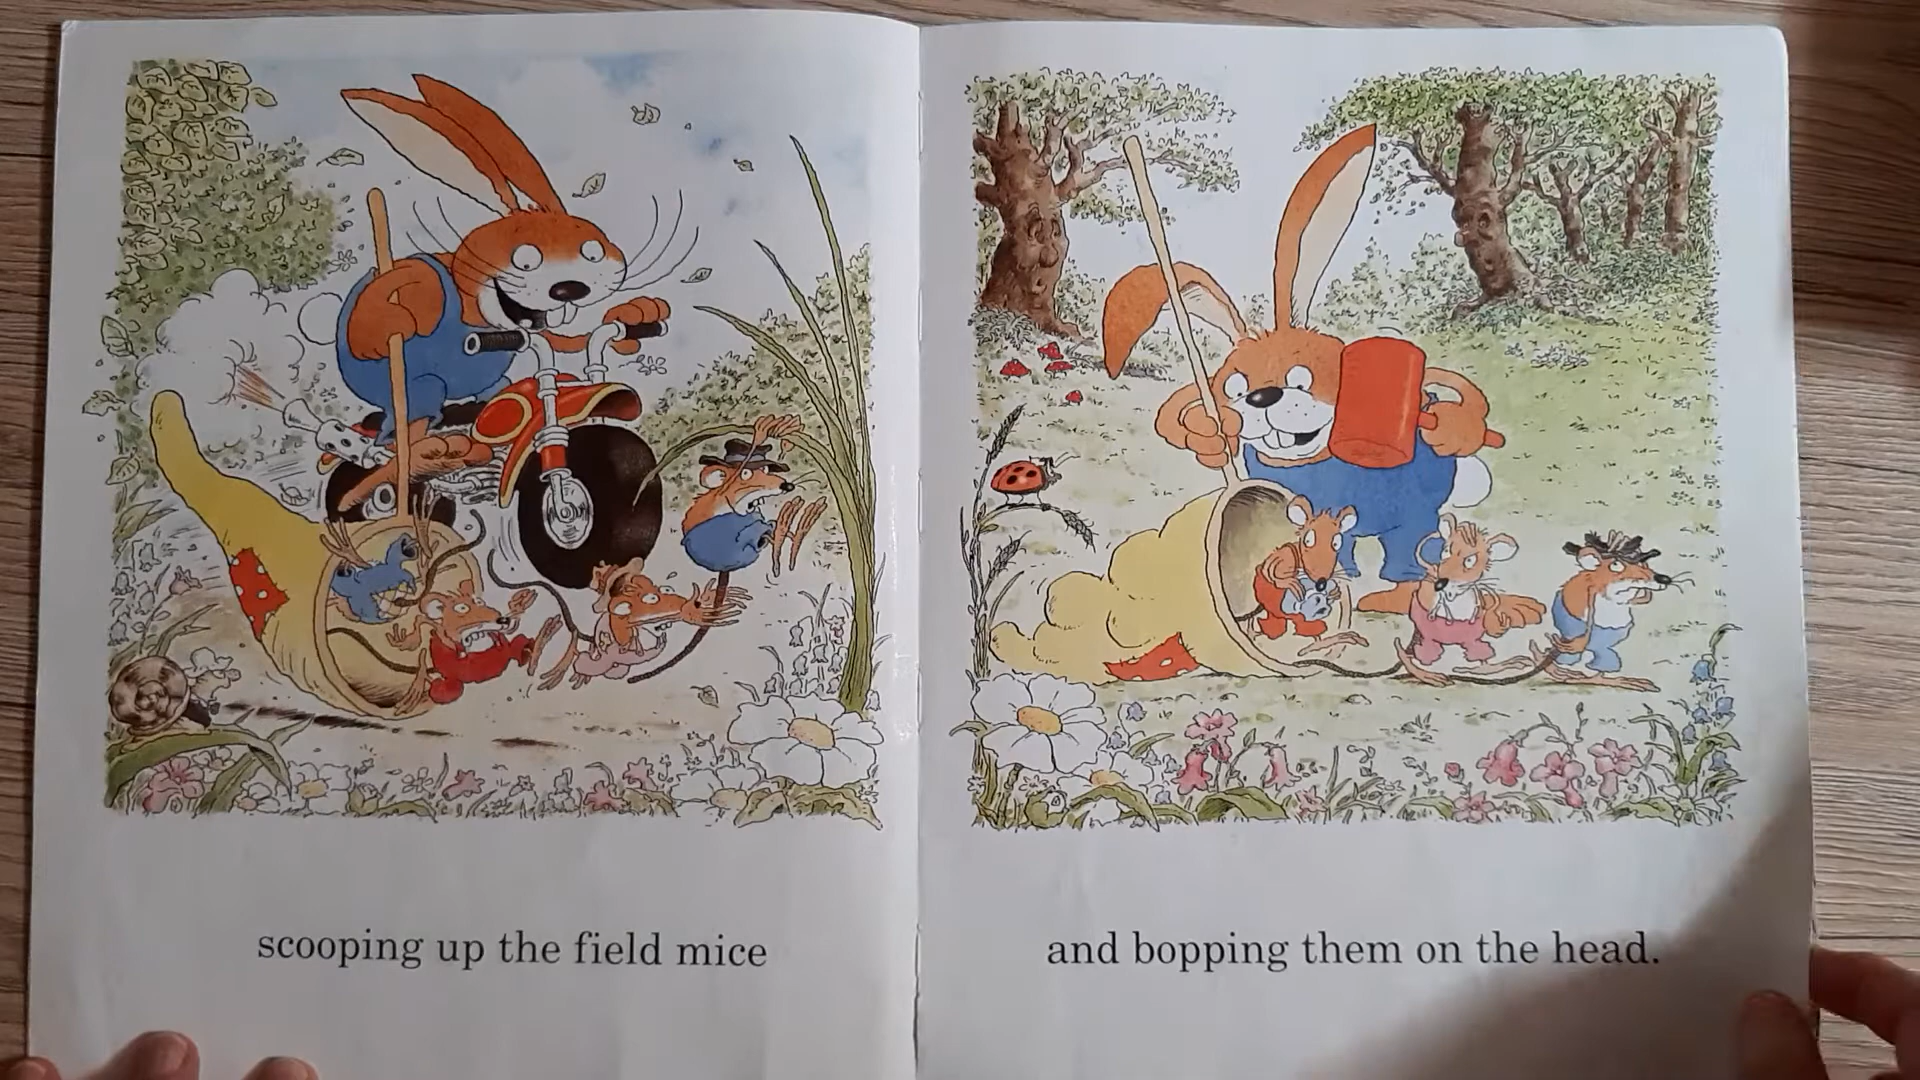 scooping up the field mice
and bopping them on the head.